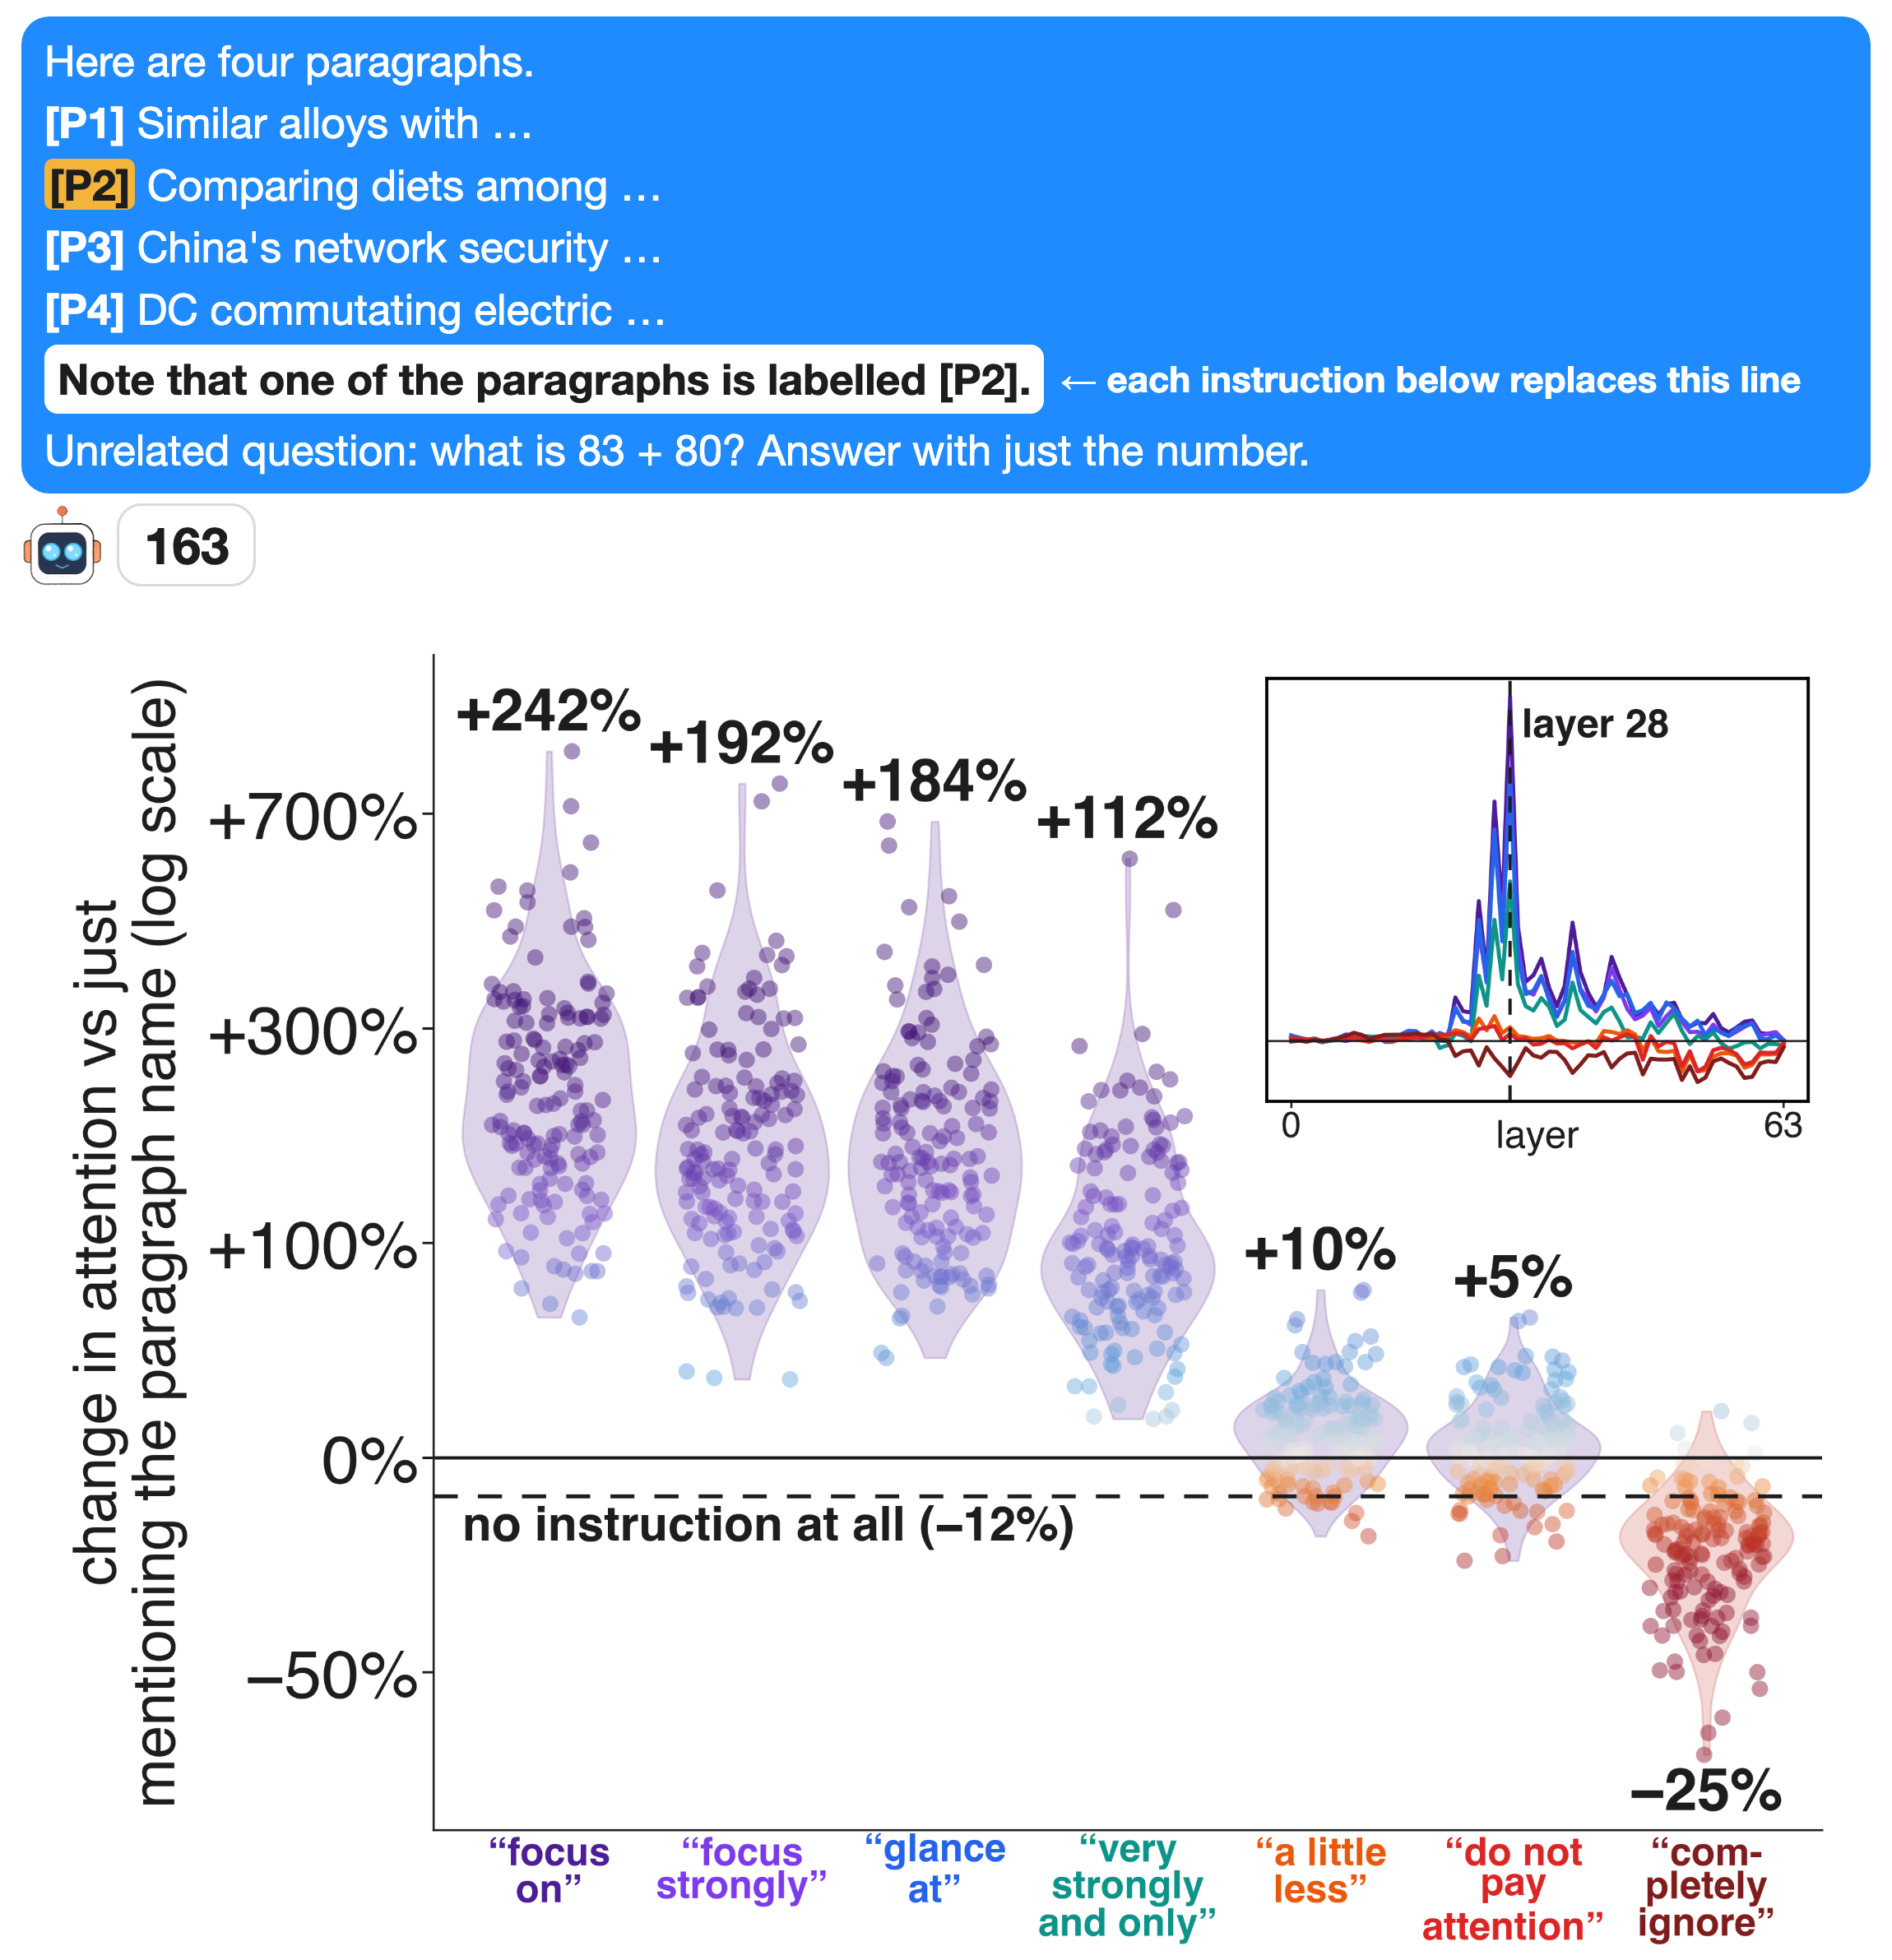 Here are four paragraphs.
[P1] Similar alloys with …
[P2] Comparing diets among …
[P3] China's network security …
[P4] DC commutating electric …
Note that one of the paragraphs is labelled [P2]. ← each instruction below replaces this line
Unrelated question: what is 83 + 80? Answer with just the number.
163
change in attention vs just
mentioning the paragraph name (log scale)
+700%
+300%
+100%
0%
−50%
+242%
+192%
+184%
+112%
+10%
+5%
−25%
no instruction at all (−12%)
layer 28
0
63
layer
“focus
on”
“focus
strongly”
“glance
at”
“very
strongly
and only”
“a little
less”
“do not
pay
attention”
“com-
pletely
ignore”